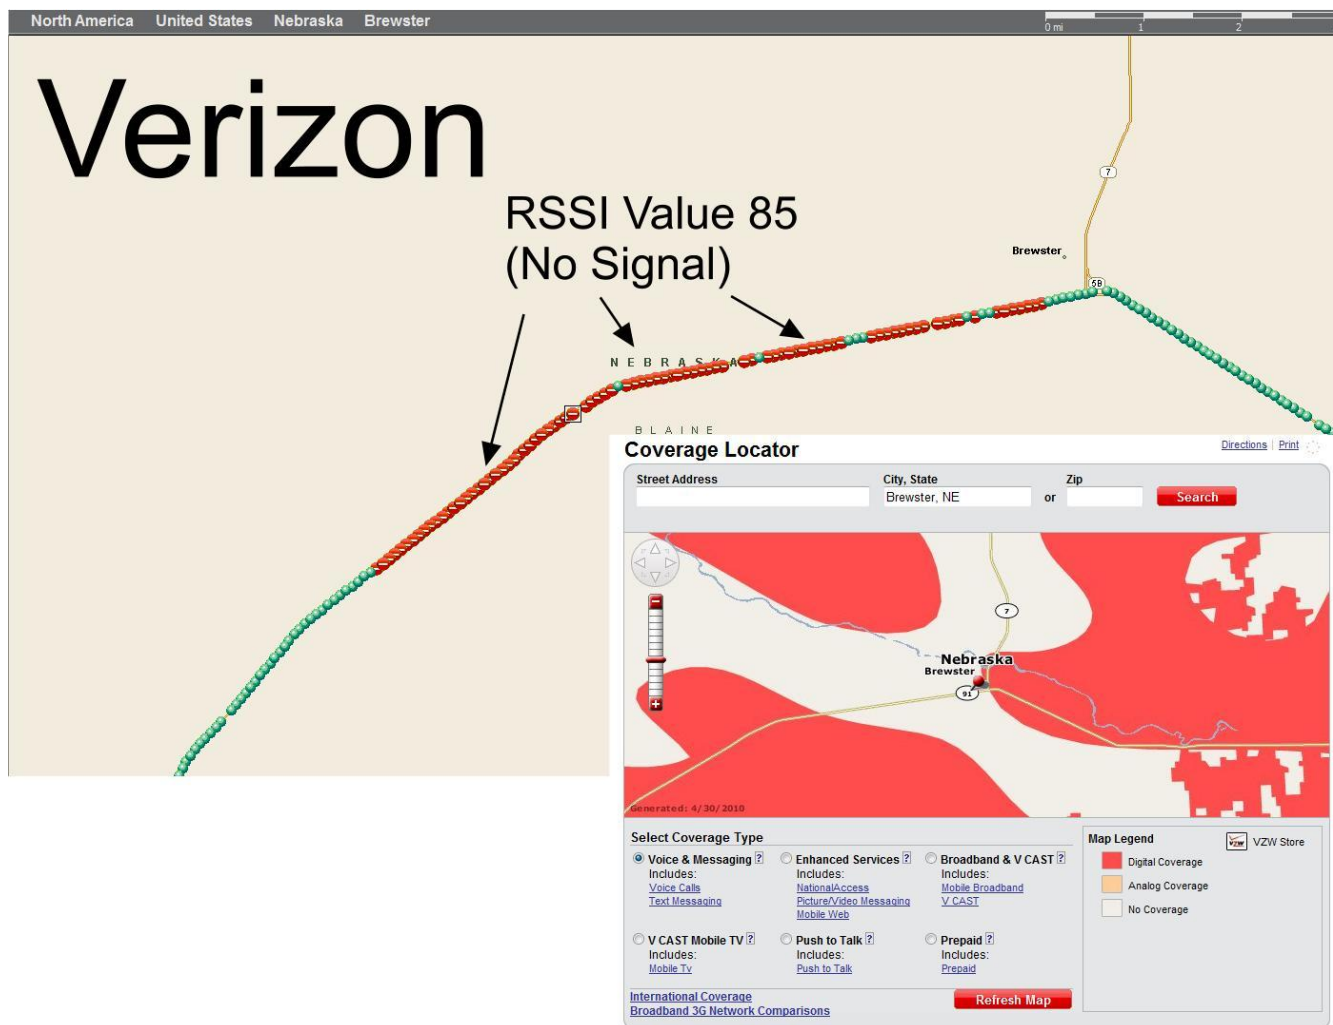 North America United States Nebraska Brewster
0 mi 1 2
Verizon
RSSI Value 85
(No Signal)
7
Brewster
5B
NEBRASKA
BLAINE
Coverage Locator
Directions | Print
Street Address City, State Zip
Brewster, NE or Search
7
Nebraska
Brewster
91
Generated: 4/30/2010
Select Coverage Type
Voice & Messaging ?
Includes:
Voice Calls
Text Messaging
Enhanced Services ?
Includes:
NationalAccess
Picture/Video Messaging
Mobile Web
Broadband & V CAST ?
Includes:
Mobile Broadband
V CAST
V CAST Mobile TV ?
Includes:
Mobile Tv
Push to Talk ?
Includes:
Push to Talk
Prepaid ?
Includes:
Prepaid
International Coverage
Broadband 3G Network Comparisons
Refresh Map
Map Legend
VZW VZW Store
Digital Coverage
Analog Coverage
No Coverage